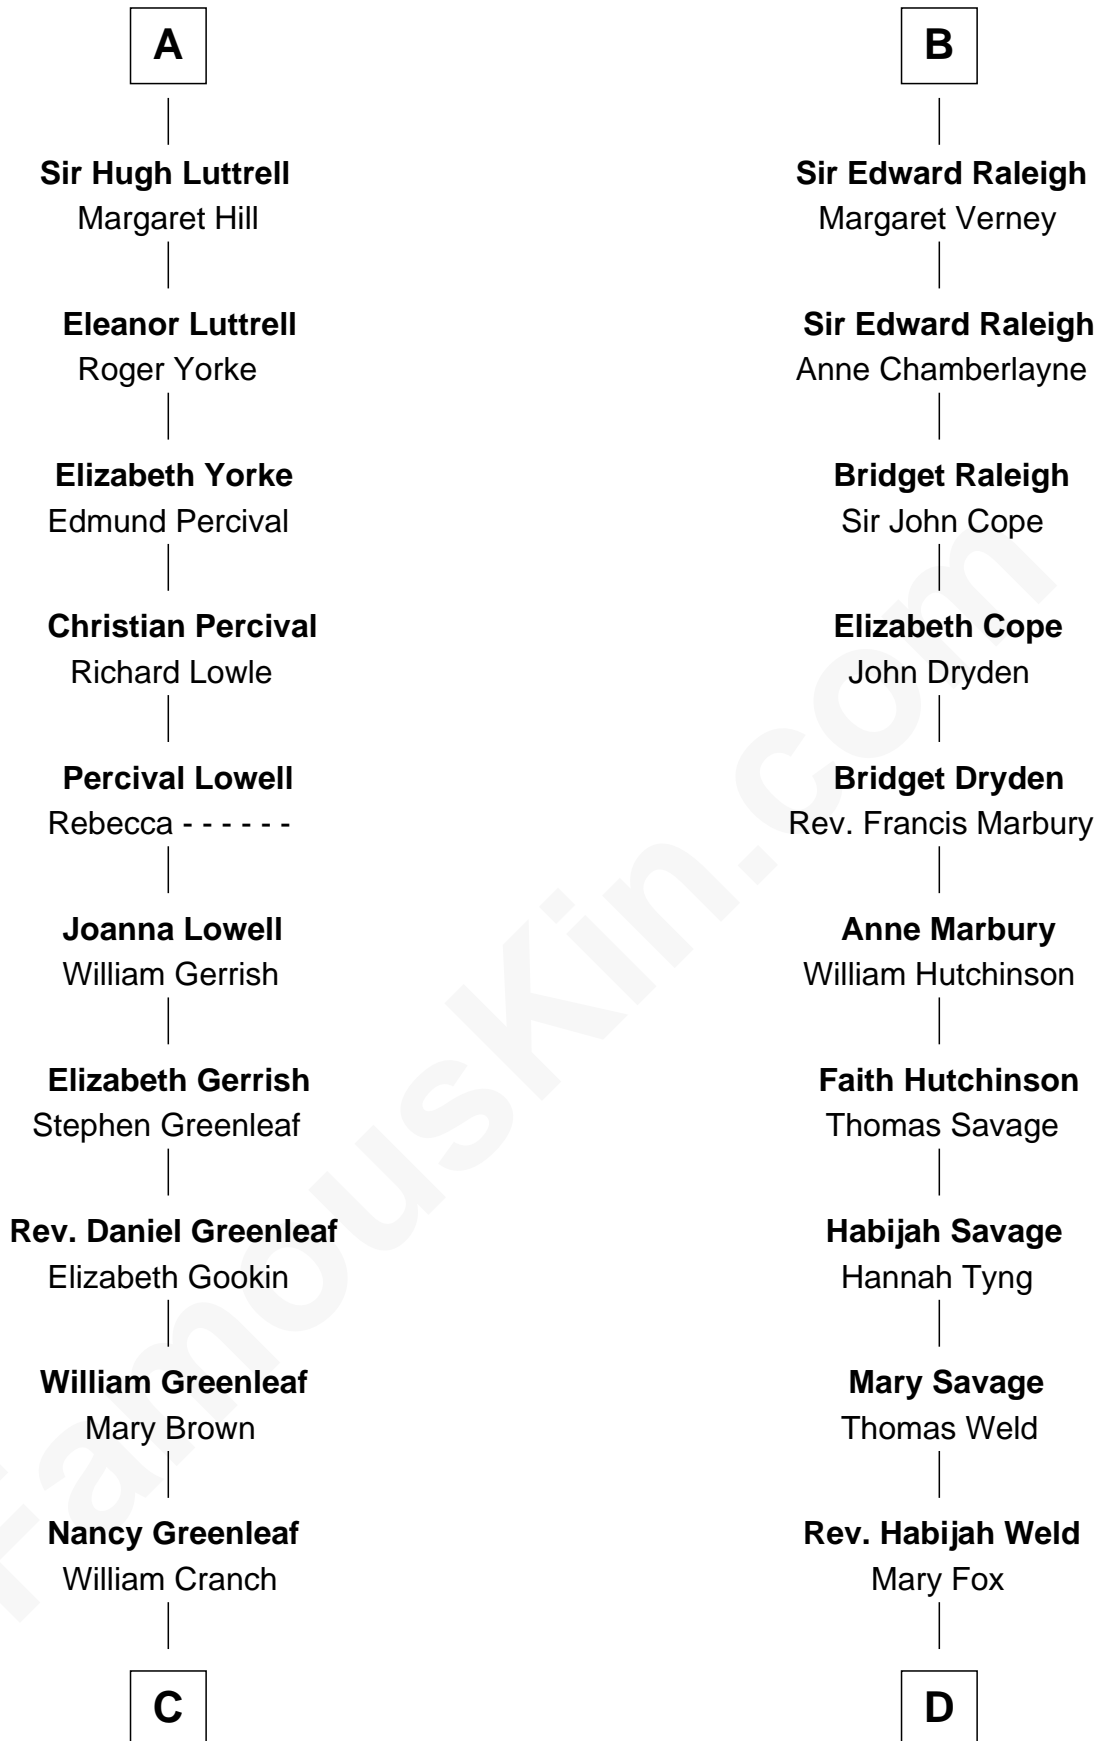 A
Sir Hugh Luttrell
Margaret Hill
Eleanor Luttrell
Roger Yorke
Elizabeth Yorke
Edmund Percival
Christian Percival
Richard Lowle
Percival Lowell
Rebecca - - - - - -
Joanna Lowell
William Gerrish
Elizabeth Gerrish
Stephen Greenleaf
Rev. Daniel Greenleaf
Elizabeth Gookin
William Greenleaf
Mary Brown
Nancy Greenleaf
William Cranch
C
B
Sir Edward Raleigh
Margaret Verney
Sir Edward Raleigh
Anne Chamberlayne
Bridget Raleigh
Sir John Cope
Elizabeth Cope
John Dryden
Bridget Dryden
Rev. Francis Marbury
Anne Marbury
William Hutchinson
Faith Hutchinson
Thomas Savage
Habijah Savage
Hannah Tyng
Mary Savage
Thomas Weld
Rev. Habijah Weld
Mary Fox
D
FamousKin.com